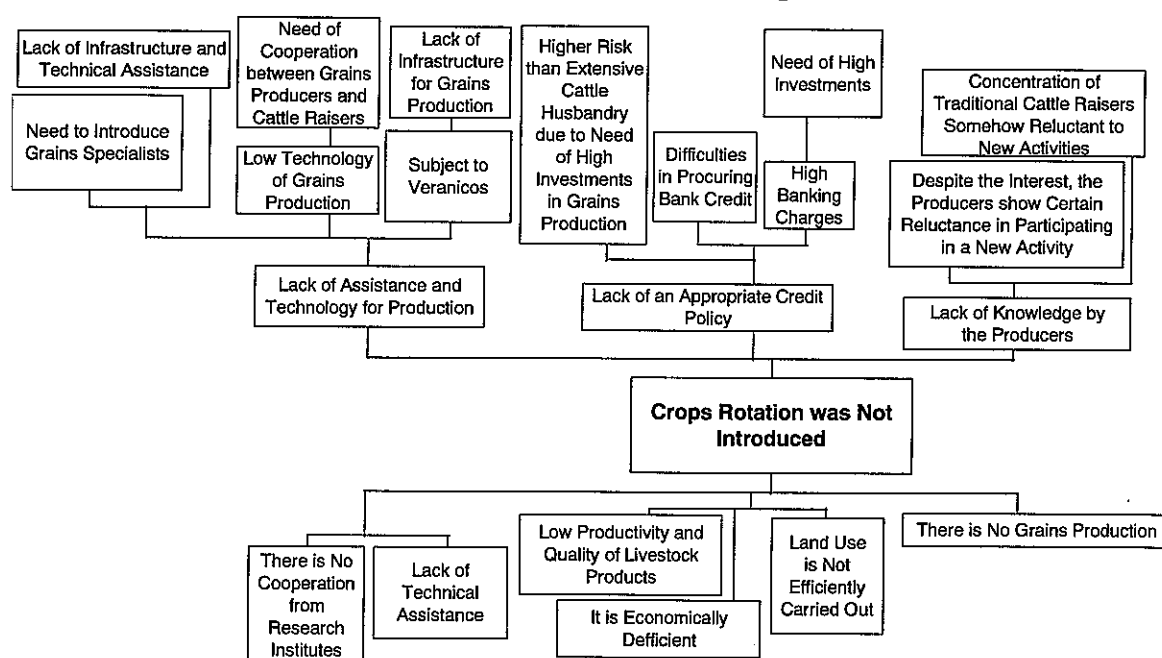 Lack of Infrastructure and
Technical Assistance
Need to Introduce
Grains Specialists
Need of
Cooperation
between Grains
Producers and
Cattle Raisers
Low Technology
of Grains
Production
Lack of
Infrastructure
for Grains
Production
Subject to
Veranicos
Higher Risk
than Extensive
Cattle
Husbandry
due to Need
of High
Investments
in Grains
Production
Difficulties
in Procuring
Bank Credit
Need of High
Investments
High
Banking
Charges
Concentration of
Traditional Cattle Raisers
Somehow Reluctant to
New Activities
Despite the Interest, the
Producers show Certain
Reluctance in Participating
in a New Activity
Lack of Assistance and
Technology for Production
Lack of an Appropriate Credit
Policy
Lack of Knowledge by
the Producers
Crops Rotation was Not
Introduced
There is No
Cooperation
from
Research
Institutes
Lack of
Technical
Assistance
Low Productivity and
Quality of Livestock
Products
It is Economically
Defficient
Land Use
is Not
Efficiently
Carried Out
There is No Grains Production